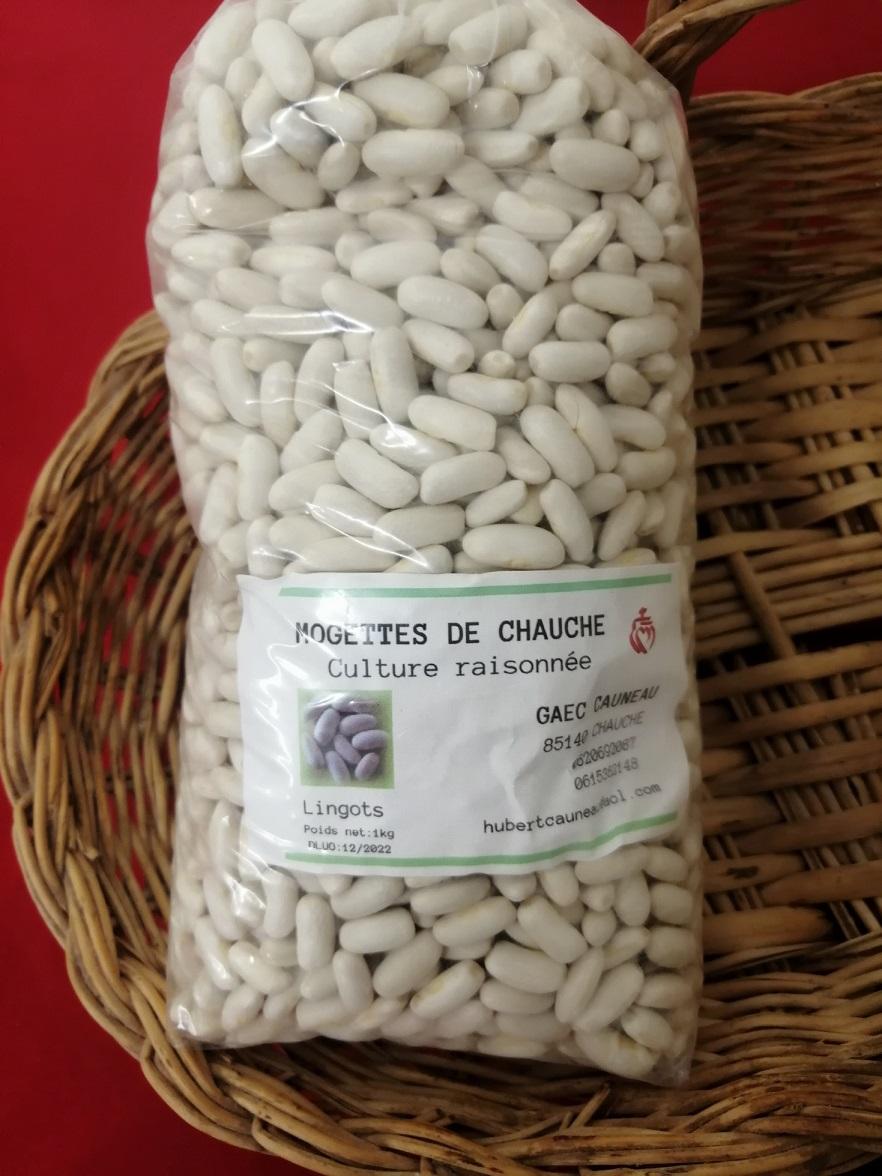 MOGETTES DE CHAUCHE
Culture raisonnée
GAEC CAUNEAU
85140 CHAUCHE
Lingots
Poids net:1kg
DLUO:12/2022